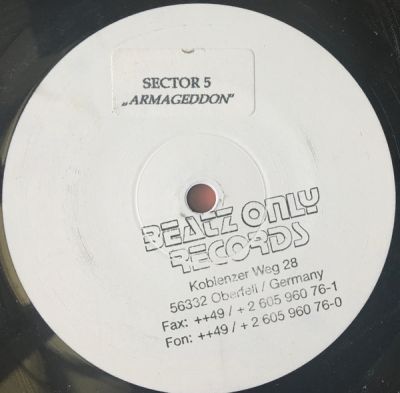 SECTOR 5
„ARMAGEDDON"
BEATZ ONLY
RECORDS
Koblenzer Weg 28
56332 Oberfell / Germany
Fax: ++49 / + 2 605 960 76-1
Fon: ++49 / + 2 605 960 76-0